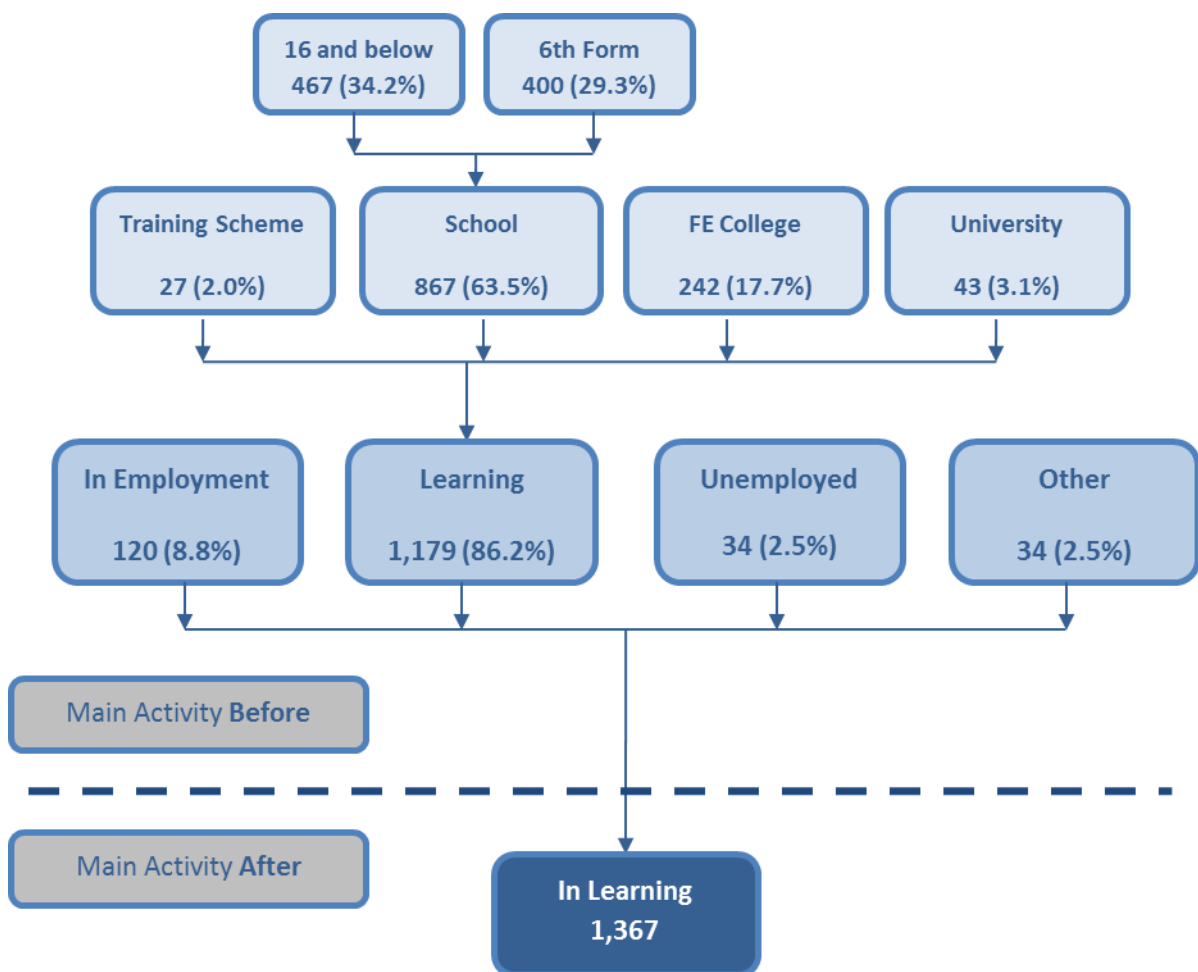 16 and below
467 (34.2%)
6th Form
400 (29.3%)
Training Scheme
27 (2.0%)
School
867 (63.5%)
FE College
242 (17.7%)
University
43 (3.1%)
In Employment
120 (8.8%)
Learning
1,179 (86.2%)
Unemployed
34 (2.5%)
Other
34 (2.5%)
Main Activity Before
Main Activity After
In Learning
1,367